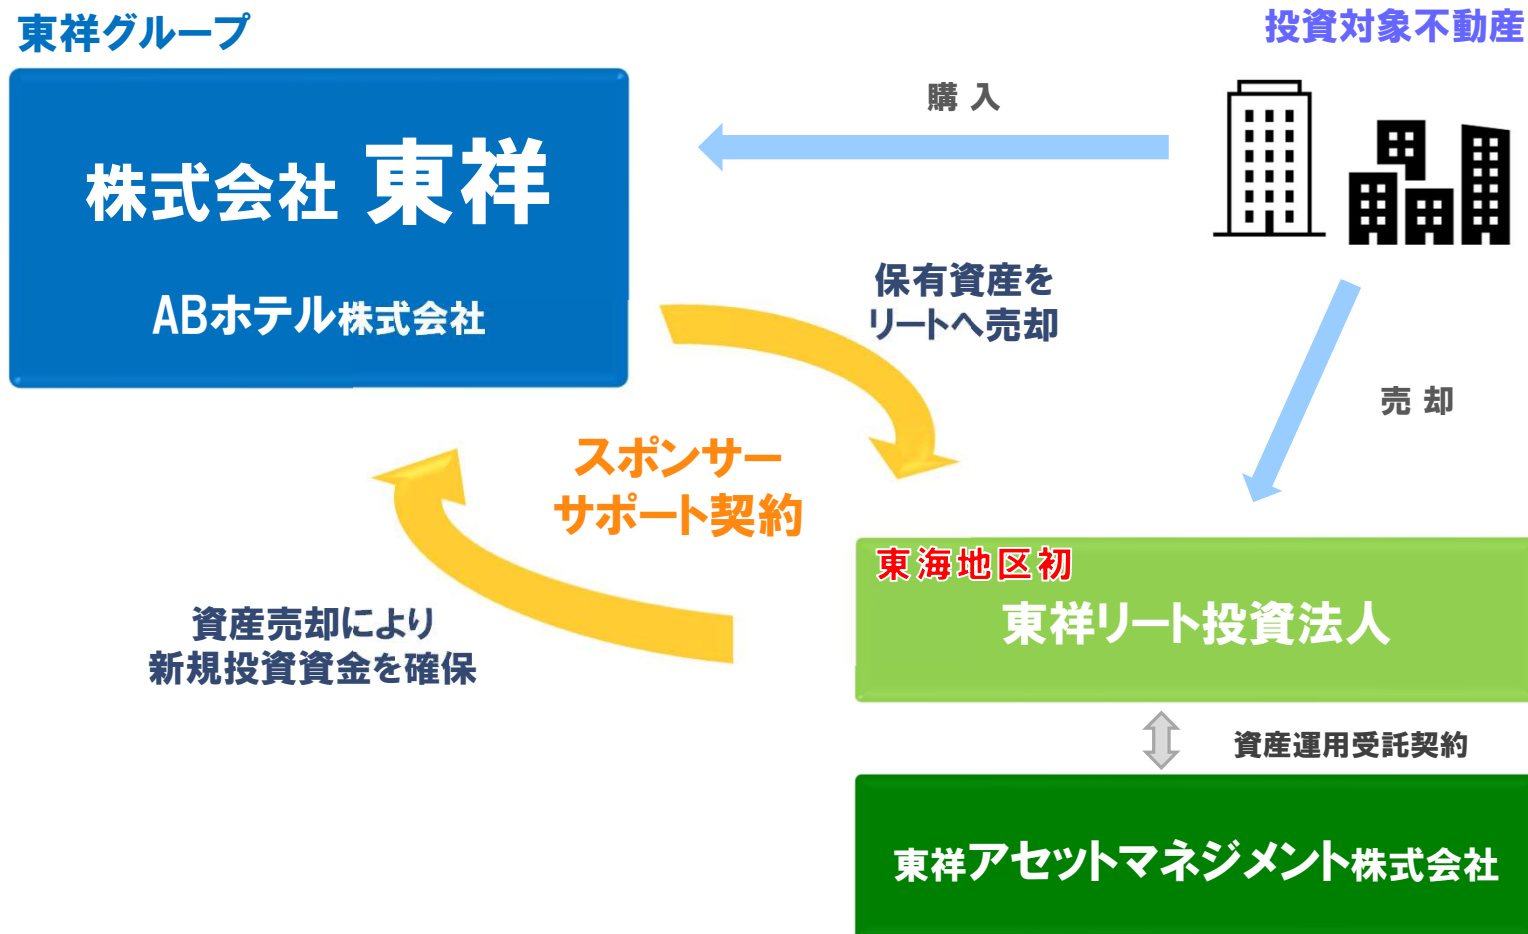 東祥グループ
投資対象不動産
株式会社 東祥
ABホテル株式会社
購 入
保有資産を
リートへ売却
売 却
スポンサー
サポート契約
資産売却により
新規投資資金を確保
東海地区初
東祥リート投資法人
資産運用受託契約
東祥アセットマネジメント株式会社